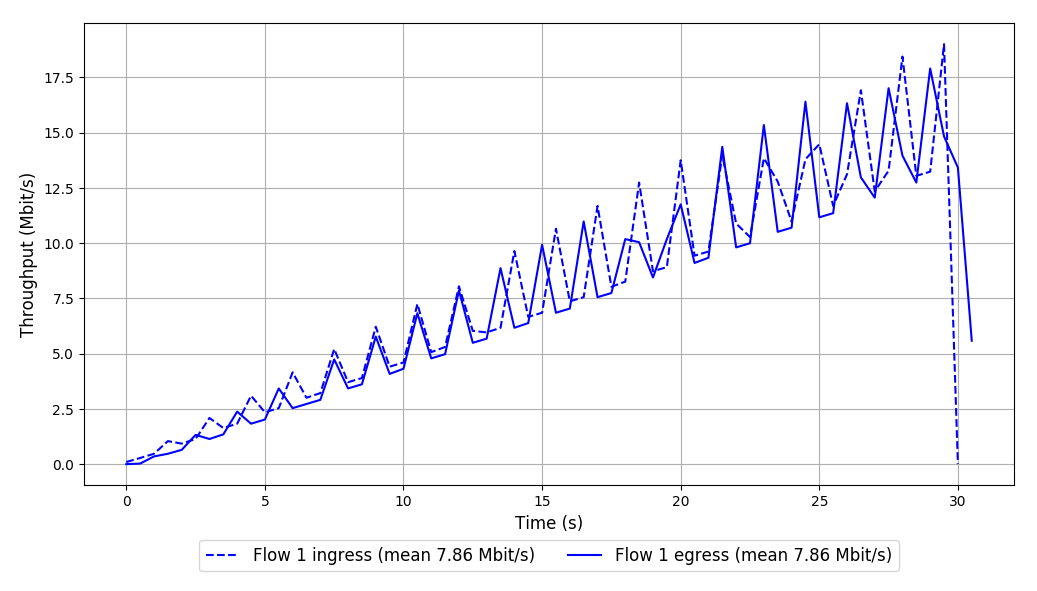 Throughput (Mbit/s)
17.5
15.0
12.5
10.0
7.5
5.0
2.5
0.0
0 5 10 15 20 25 30
Time (s)
Flow 1 ingress (mean 7.86 Mbit/s) Flow 1 egress (mean 7.86 Mbit/s)